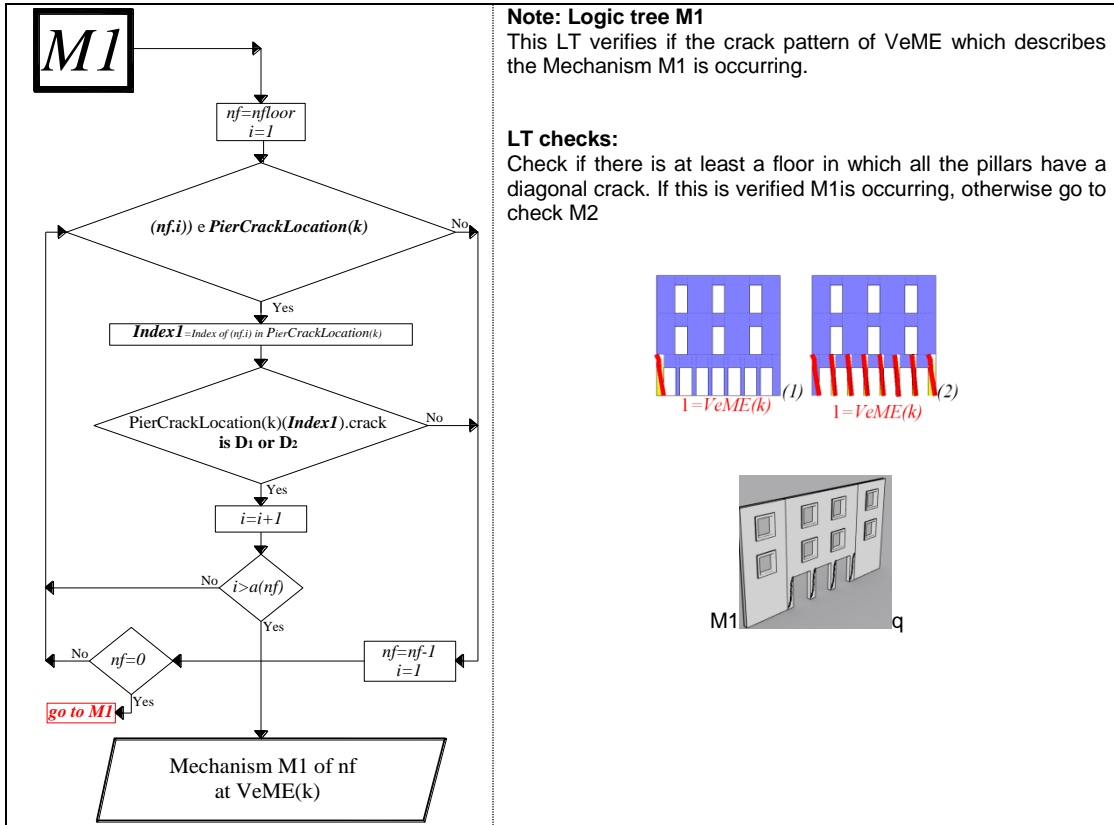 M1
nf=nfloor
i=1
(nf.i)) e PierCrackLocation(k)
No
Yes
Index1=Index of (nf.i) in PierCrackLocation(k)
PierCrackLocation(k)(Index1).crack
is D1 or D2
No
Yes
i=i+1
No
i>a(nf)
Yes
nf=nf-1
i=1
No
nf=0
Yes
go to M1
Mechanism M1 of nf
at VeME(k)
Note: Logic tree M1
This LT verifies if the crack pattern of VeME which describes
the Mechanism M1 is occurring.
LT checks:
Check if there is at least a floor in which all the pillars have a
diagonal crack. If this is verified M1is occurring, otherwise go to
check M2
(1)
1=VeME(k)
(2)
1=VeME(k)
M1
q